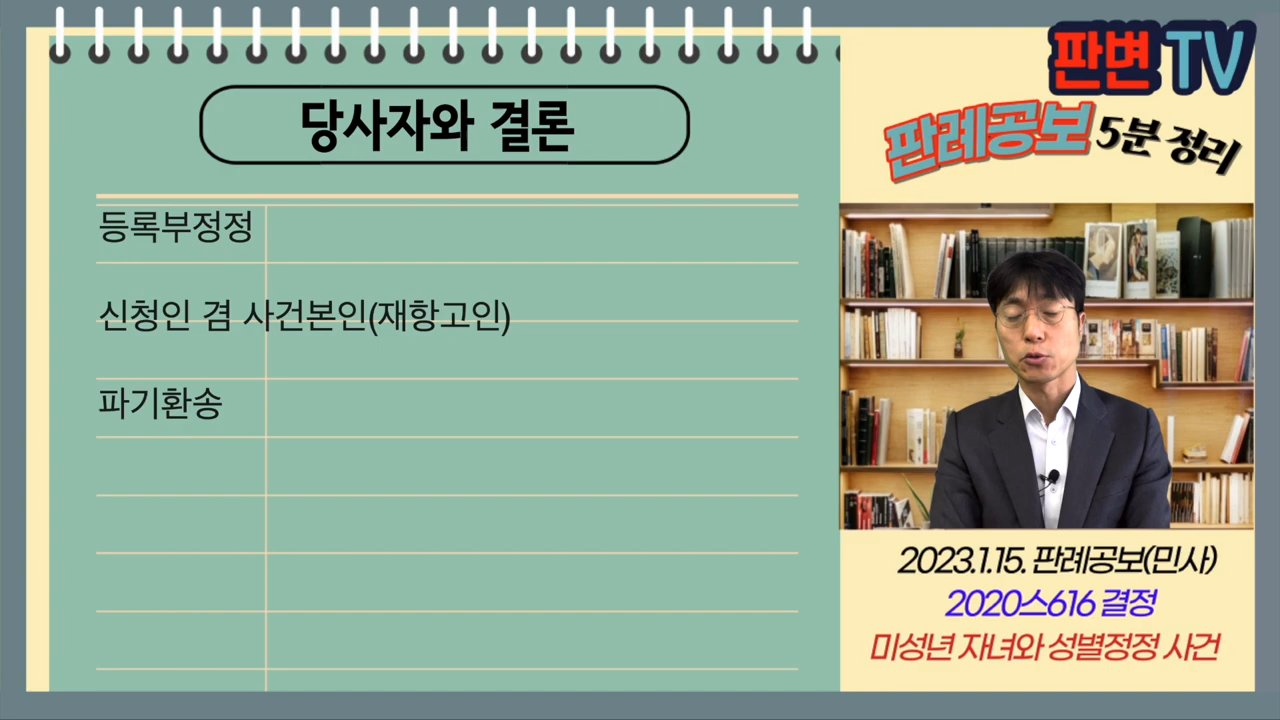 당사자와 결론
등록부정정
신청인 겸 사건본인(재항고인)
파기환송
판변 TV
판례공보 5분 정리
2023.1.15. 판례공보(민사)
2020스616 결정
미성년 자녀와 성별정정 사건